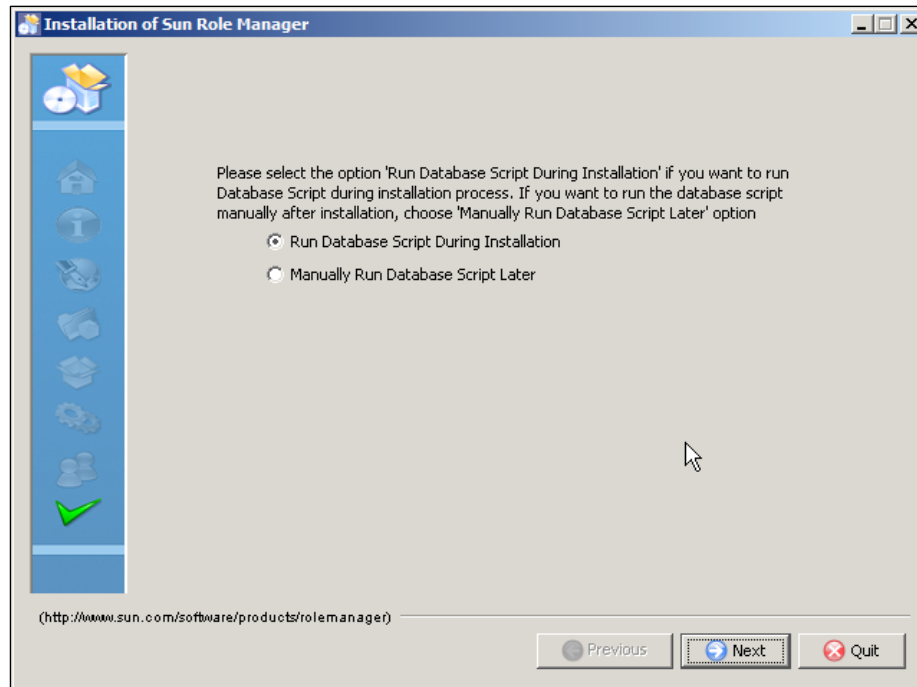 Installation of Sun Role Manager
Please select the option 'Run Database Script During Installation' if you want to run
Database Script during installation process. If you want to run the database script
manually after installation, choose 'Manually Run Database Script Later' option
Run Database Script During Installation
Manually Run Database Script Later
(http://www.sun.com/software/products/rolemanager)
Previous
Next
Quit